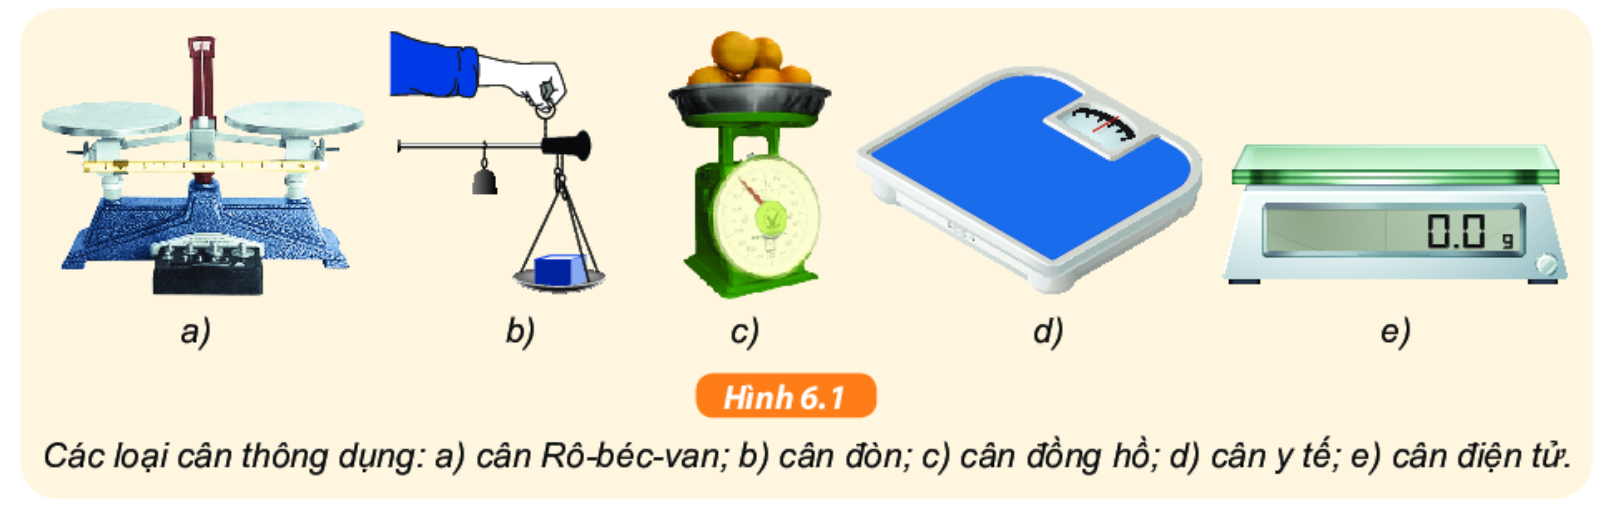 0.0 g
a) b) c) d) e)
Hình 6.1
Các loại cân thông dụng: a) cân Rô-béc-van; b) cân đòn; c) cân đồng hồ; d) cân y tế; e) cân điện tử.